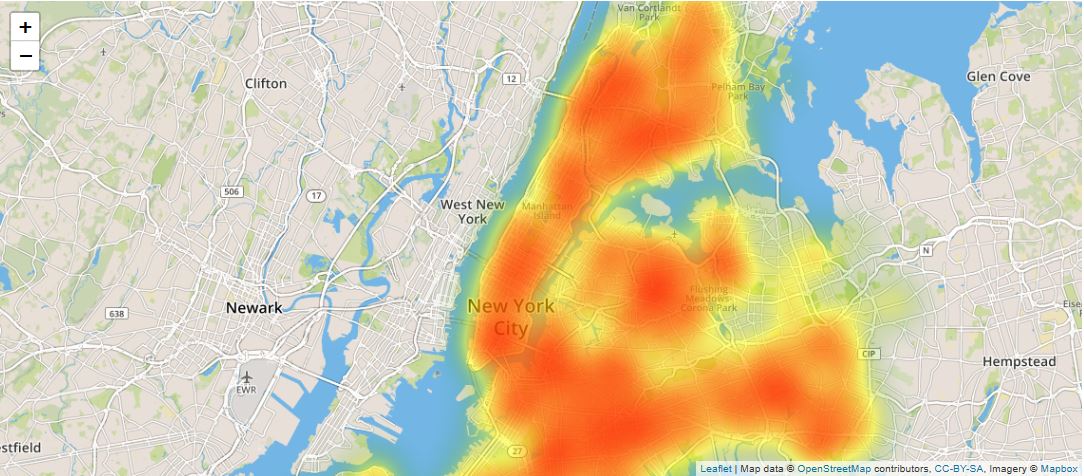 +
−
Van Cortlandt
Park
12
Clifton
Glen Cove
Pelham Bay
Park
506
17
West New
York
Manhattan
Island
N
Flushing
Meadows
Corona Park
New York
City
Newark
638
CIP
Hempstead
EWR
27
Leaflet | Map data © OpenStreetMap contributors, CC-BY-SA, Imagery © Mapbox